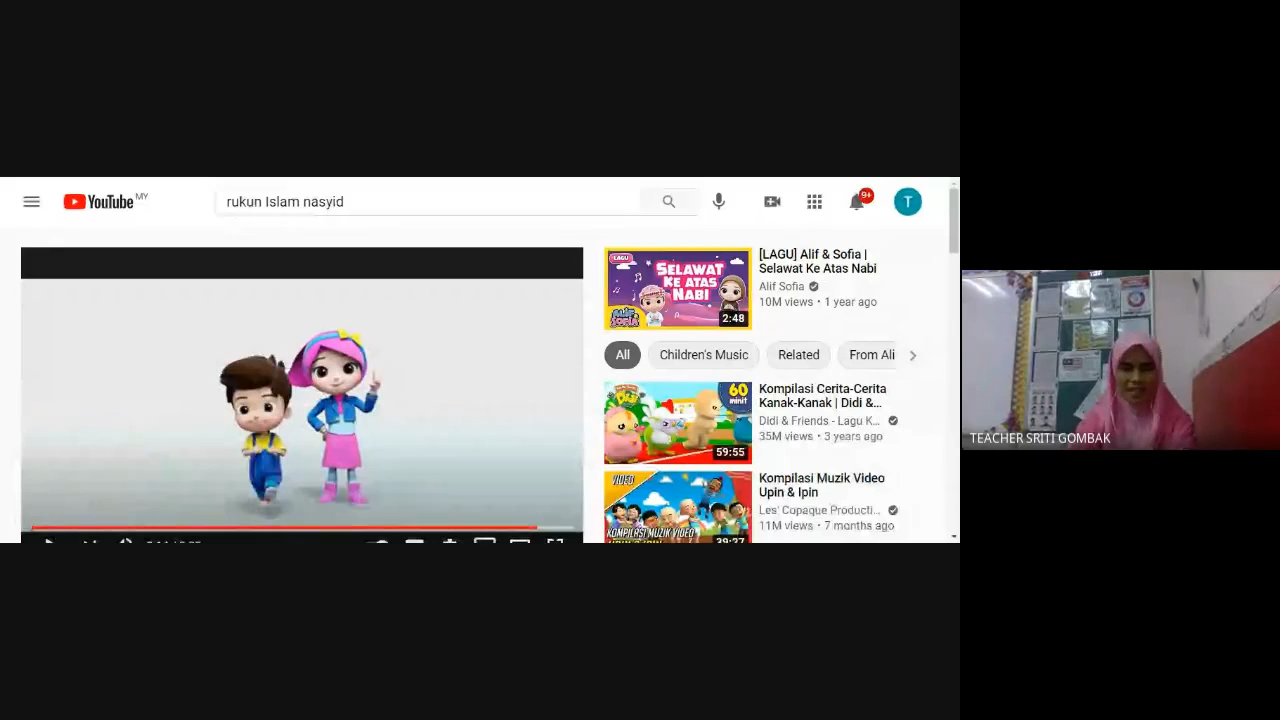 YouTube MY
rukun Islam nasyid
9+
T
LAGU
SELAWAT
KE ATAS
NABI
ALIF
SOFIA
2:48
[LAGU] Alif & Sofia |
Selawat Ke Atas Nabi
Alif Sofia
10M views • 1 year ago
All
Children's Music
Related
From Ali
60
minit
59:55
Kompilasi Cerita-Cerita
Kanak-Kanak | Didi &...
Didi & Friends - Lagu K...
35M views • 3 years ago
VIDEO
KOMPILASI MUZIK VIDEO
39:37
Kompilasi Muzik Video
Upin & Ipin
Les' Copaque Producti...
11M views • 7 months ago
TEACHER SRITI GOMBAK